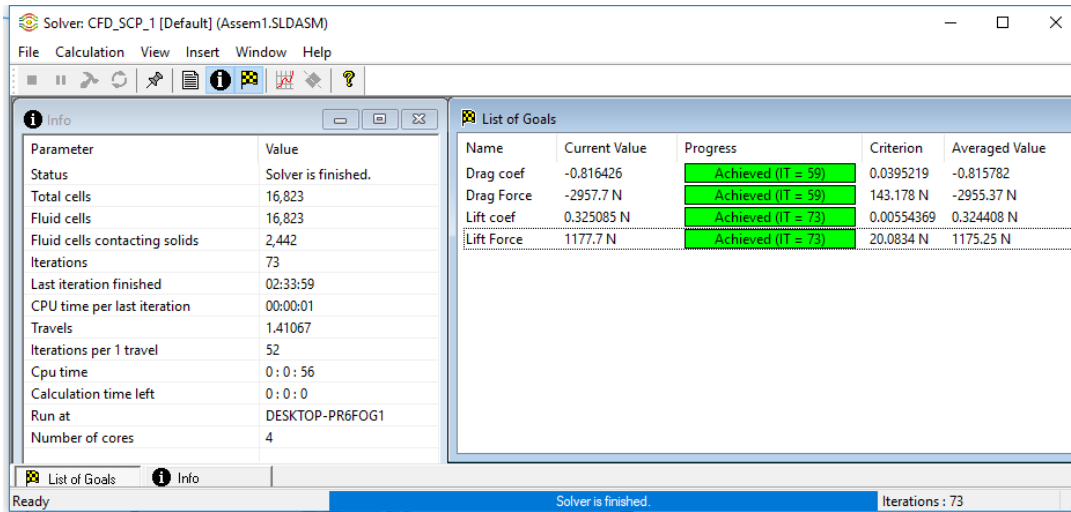 Solver: CFD_SCP_1 [Default] (Assem1.SLDASM)
File Calculation View Insert Window Help
Info
Parameter Value
Status Solver is finished.
Total cells 16,823
Fluid cells 16,823
Fluid cells contacting solids 2,442
Iterations 73
Last iteration finished 02:33:59
CPU time per last iteration 00:00:01
Travels 1.41067
Iterations per 1 travel 52
Cpu time 0 : 0 : 56
Calculation time left 0 : 0 : 0
Run at DESKTOP-PR6FOG1
Number of cores 4
List of Goals
Name Current Value Progress Criterion Averaged Value
Drag coef -0.816426 Achieved (IT = 59) 0.0395219 -0.815782
Drag Force -2957.7 N Achieved (IT = 59) 143.178 N -2955.37 N
Lift coef 0.325085 N Achieved (IT = 73) 0.00554369 0.324408 N
Lift Force 1177.7 N Achieved (IT = 73) 20.0834 N 1175.25 N
List of Goals Info
Ready Solver is finished. Iterations : 73